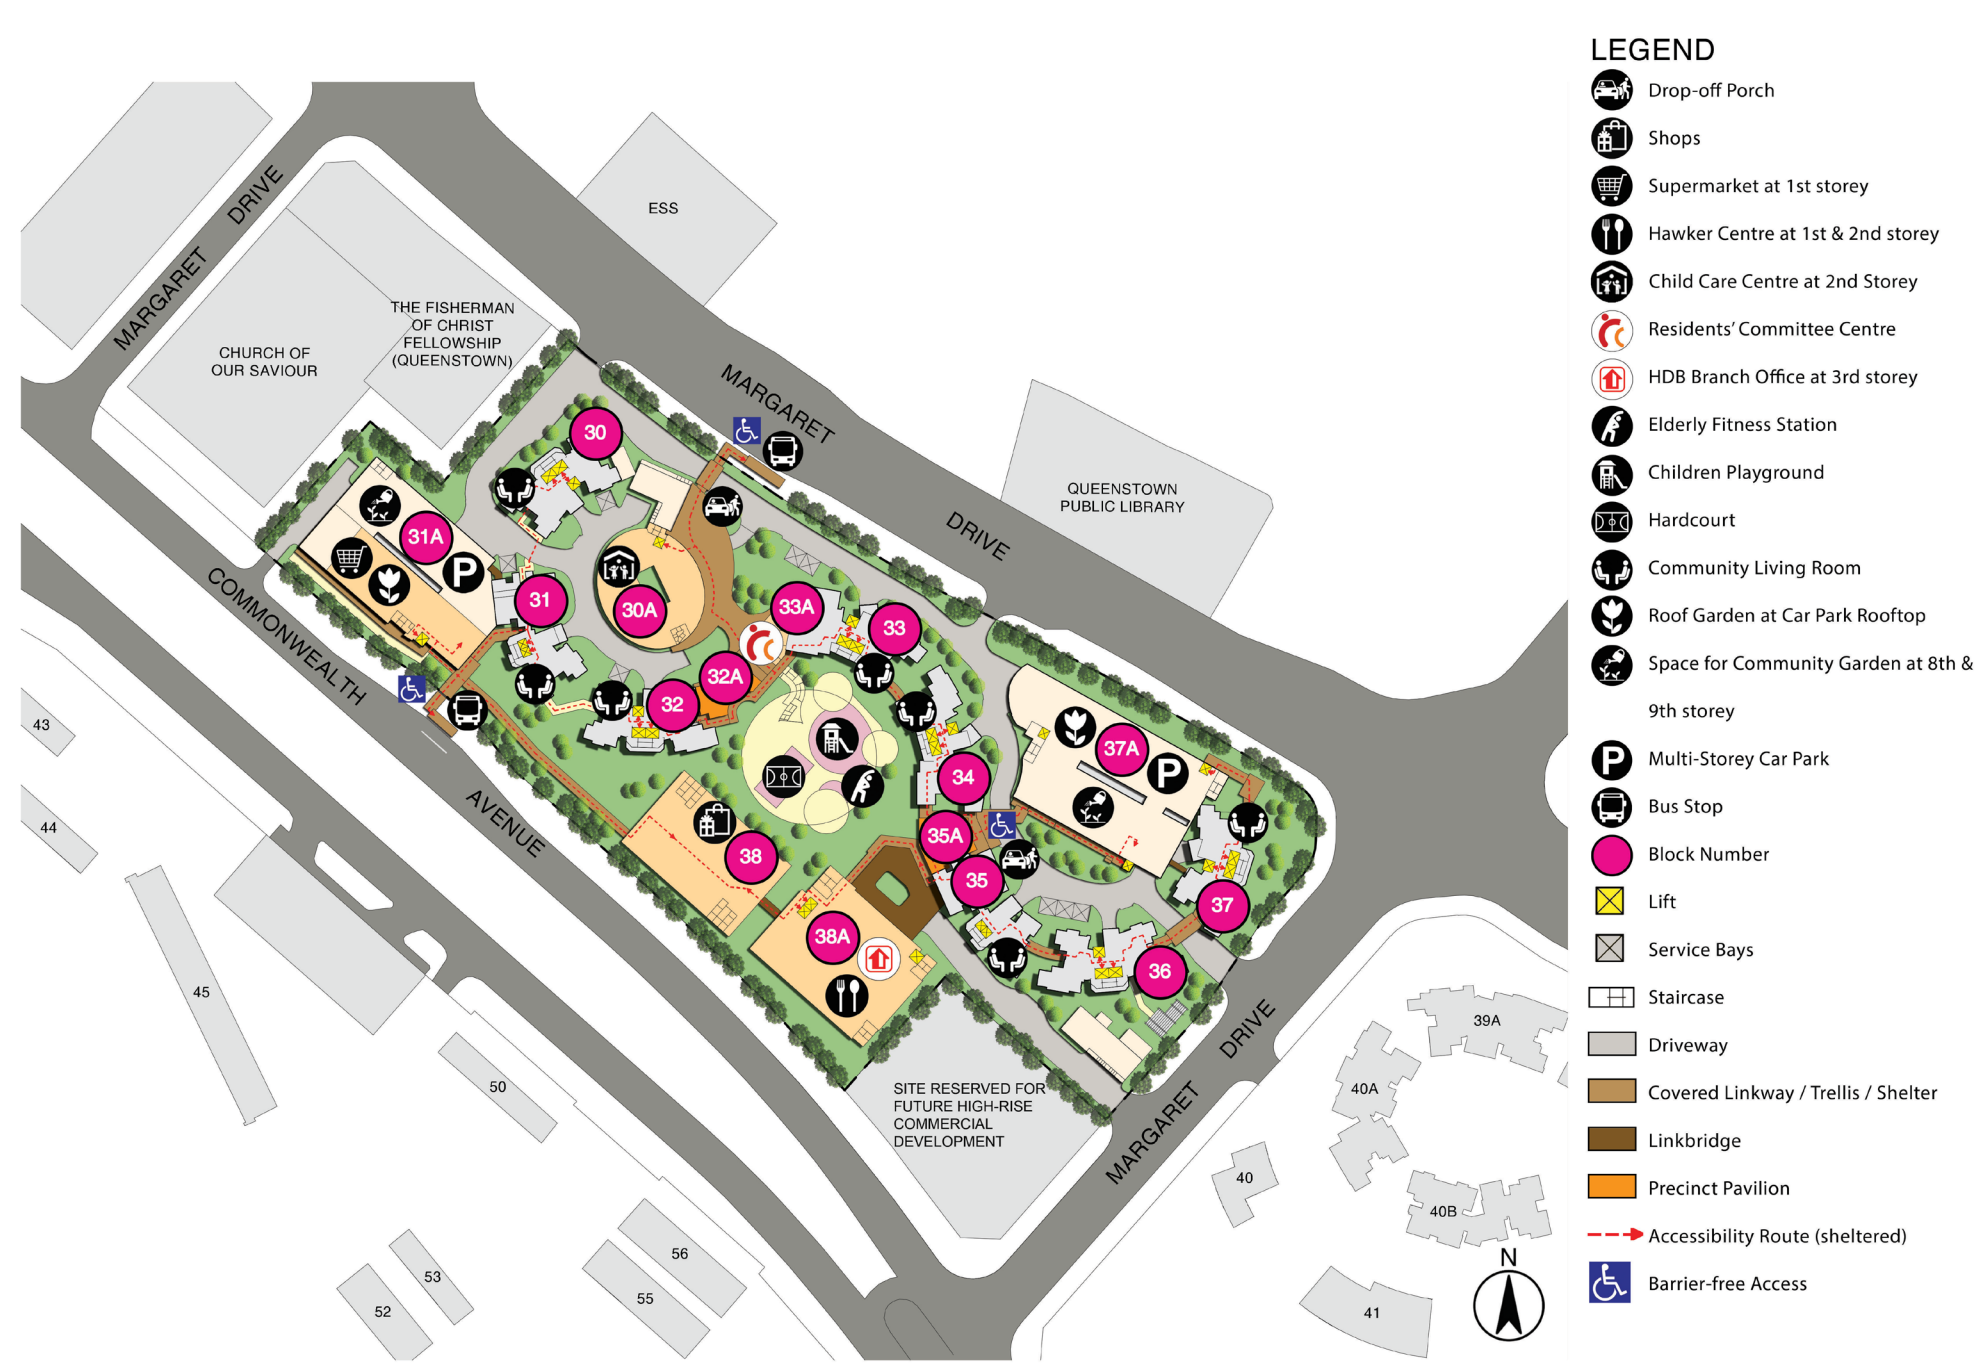 LEGEND
Drop-off Porch
Shops
Supermarket at 1st storey
Hawker Centre at 1st & 2nd storey
Child Care Centre at 2nd Storey
Residents' Committee Centre
HDB Branch Office at 3rd storey
Elderly Fitness Station
Children Playground
Hardcourt
Community Living Room
Roof Garden at Car Park Rooftop
Space for Community Garden at 8th &
9th storey
P
Multi-Storey Car Park
Bus Stop
Block Number
Lift
Service Bays
Staircase
Driveway
Covered Linkway / Trellis / Shelter
Linkbridge
Precinct Pavilion
Accessibility Route (sheltered)
Barrier-free Access
N
MARGARET DRIVE
ESS
THE FISHERMAN
OF CHRIST
FELLOWSHIP
(QUEENSTOWN)
CHURCH OF
OUR SAVIOUR
MARGARET
DRIVE
QUEENSTOWN
PUBLIC LIBRARY
COMMONWEALTH
AVENUE
30
31A
P
31
30A
33A
33
32A
32
37A
P
34
35A
35
38
38A
37
36
SITE RESERVED FOR
FUTURE HIGH-RISE
COMMERCIAL
DEVELOPMENT
MARGARET DRIVE
43
44
45
50
52
53
55
56
39A
40A
40
40B
41